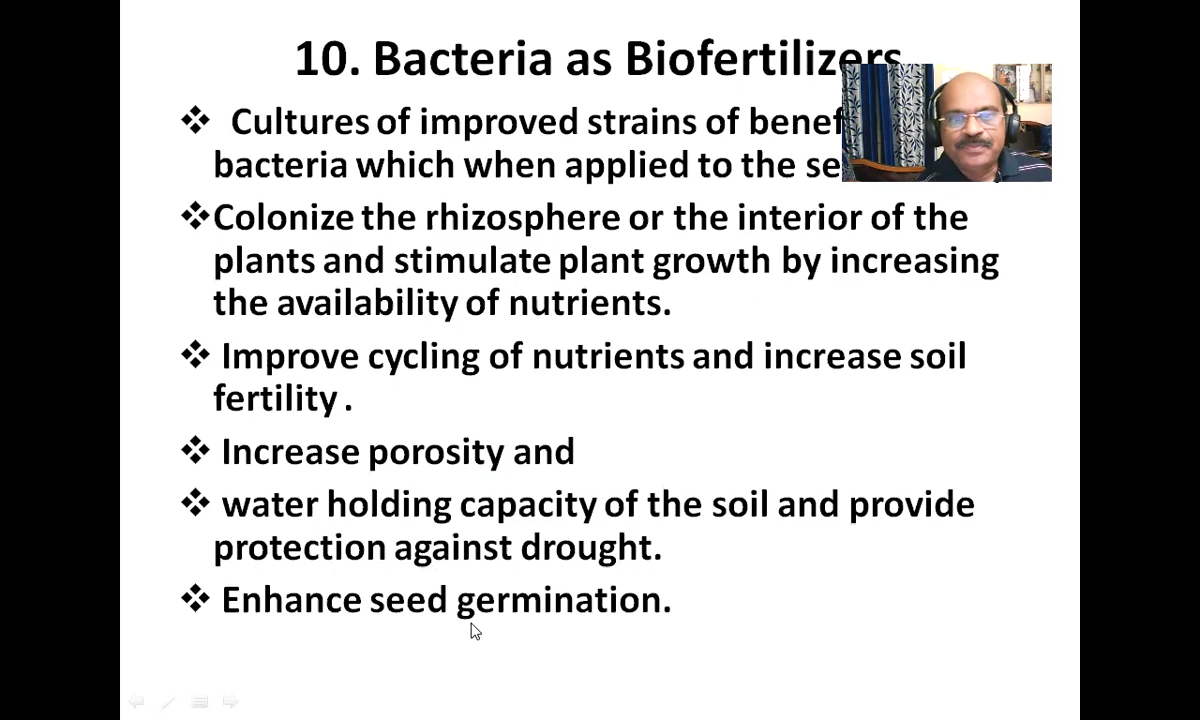 10. Bacteria as Biofertilizers
❖ Cultures of improved strains of
bacteria which when applied to the
❖Colonize the rhizosphere or the interior of the
plants and stimulate plant growth by increasing
the availability of nutrients.
❖ Improve cycling of nutrients and increase soil
fertility .
❖ Increase porosity and
❖ water holding capacity of the soil and provide
protection against drought.
❖ Enhance seed germination.